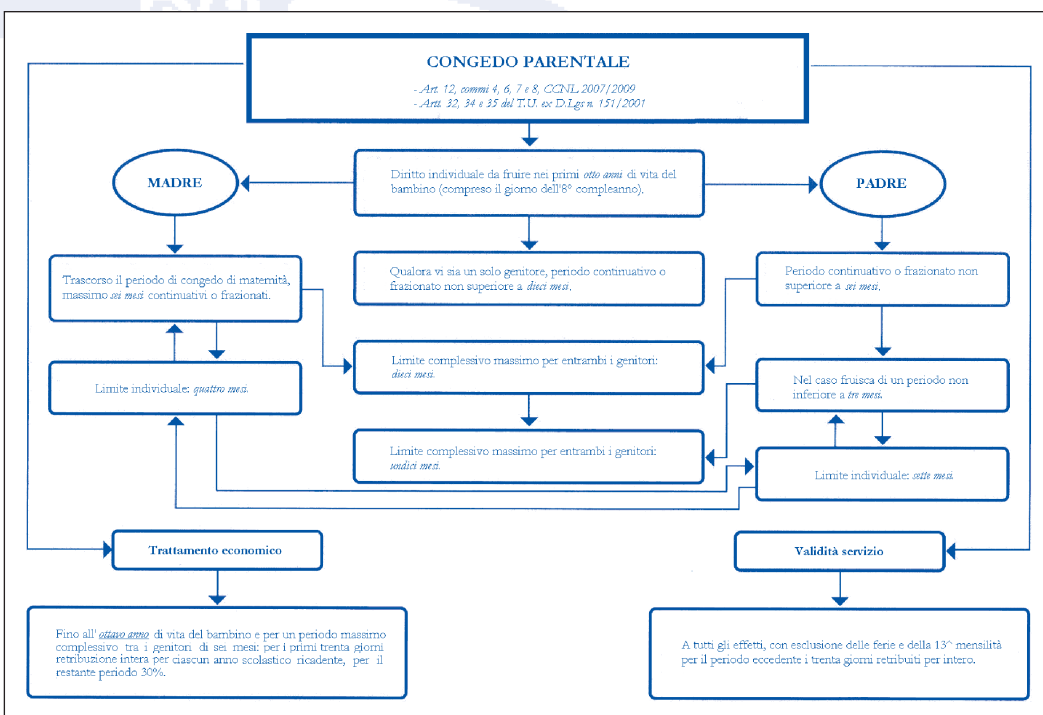 CONGEDO PARENTALE
- Art. 12, commi 4, 6, 7 e 8, CCNL 2007/2009
- Artt. 32, 34 e 35 del T.U. ex D.Lgs n. 151/2001
MADRE
Diritto individuale da fruire nei primi otto anni di vita del
bambino (compreso il giorno dell'8° compleanno).
PADRE
Trascorso il periodo di congedo di maternità,
massimo sei mesi continuativi o frazionati.
Qualora vi sia un solo genitore, periodo continuativo o
frazionato non superiore a dieci mesi.
Periodo continuativo o frazionato non
superiore a sei mesi.
Limite individuale: quattro mesi.
Limite complessivo massimo per entrambi i genitori:
dieci mesi.
Nel caso fruisca di un periodo non
inferiore a tre mesi.
Limite complessivo massimo per entrambi i genitori:
undici mesi.
Limite individuale: sette mesi.
Trattamento economico
Validità servizio
Fino all'ottavo anno di vita del bambino e per un periodo massimo
complessivo tra i genitori di sei mesi: per i primi trenta giorni
retribuzione intera per ciascun anno scolastico ricadente, per il
restante periodo 30%.
A tutti gli effetti, con esclusione delle ferie e della 13^ mensilità
per il periodo eccedente i trenta giorni retribuiti per intero.